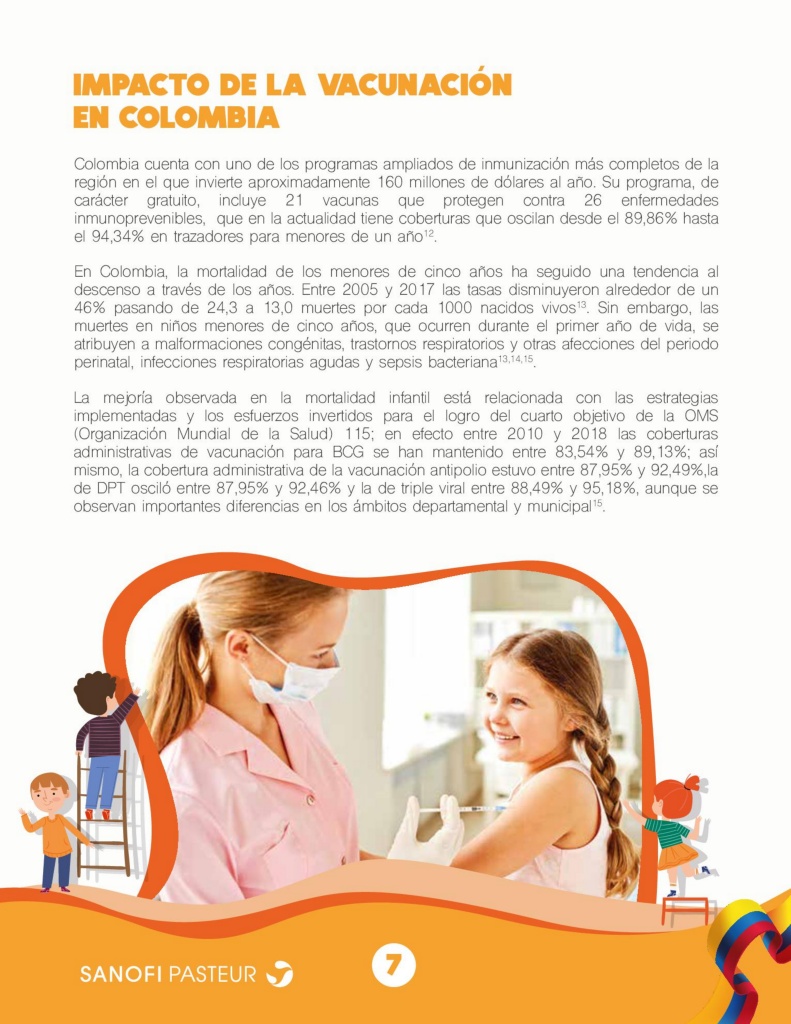 IMPACTO DE LA VACUNACIÓN
EN COLOMBIA
Colombia cuenta con uno de los programas ampliados de inmunización más completos de la
región en el que invierte aproximadamente 160 millones de dólares al año. Su programa, de
carácter gratuito, incluye 21 vacunas que protegen contra 26 enfermedades
inmunoprevenibles, que en la actualidad tiene coberturas que oscilan desde el 89,86% hasta
el 94,34% en trazadores para menores de un año¹².
En Colombia, la mortalidad de los menores de cinco años ha seguido una tendencia al
descenso a través de los años. Entre 2005 y 2017 las tasas disminuyeron alrededor de un
46% pasando de 24,3 a 13,0 muertes por cada 1000 nacidos vivos¹³. Sin embargo, las
muertes en niños menores de cinco años, que ocurren durante el primer año de vida, se
atribuyen a malformaciones congénitas, trastornos respiratorios y otras afecciones del periodo
perinatal, infecciones respiratorias agudas y sepsis bacteriana¹³,¹⁴,¹⁵.
La mejoría observada en la mortalidad infantil está relacionada con las estrategias
implementadas y los esfuerzos invertidos para el logro del cuarto objetivo de la OMS
(Organización Mundial de la Salud) 115; en efecto entre 2010 y 2018 las coberturas
administrativas de vacunación para BCG se han mantenido entre 83,54% y 89,13%; así
mismo, la cobertura administrativa de la vacunación antipolio estuvo entre 87,95% y 92,49%,la
de DPT osciló entre 87,95% y 92,46% y la de triple viral entre 88,49% y 95,18%, aunque se
observan importantes diferencias en los ámbitos departamental y municipal¹⁵.
SANOFI PASTEUR
7